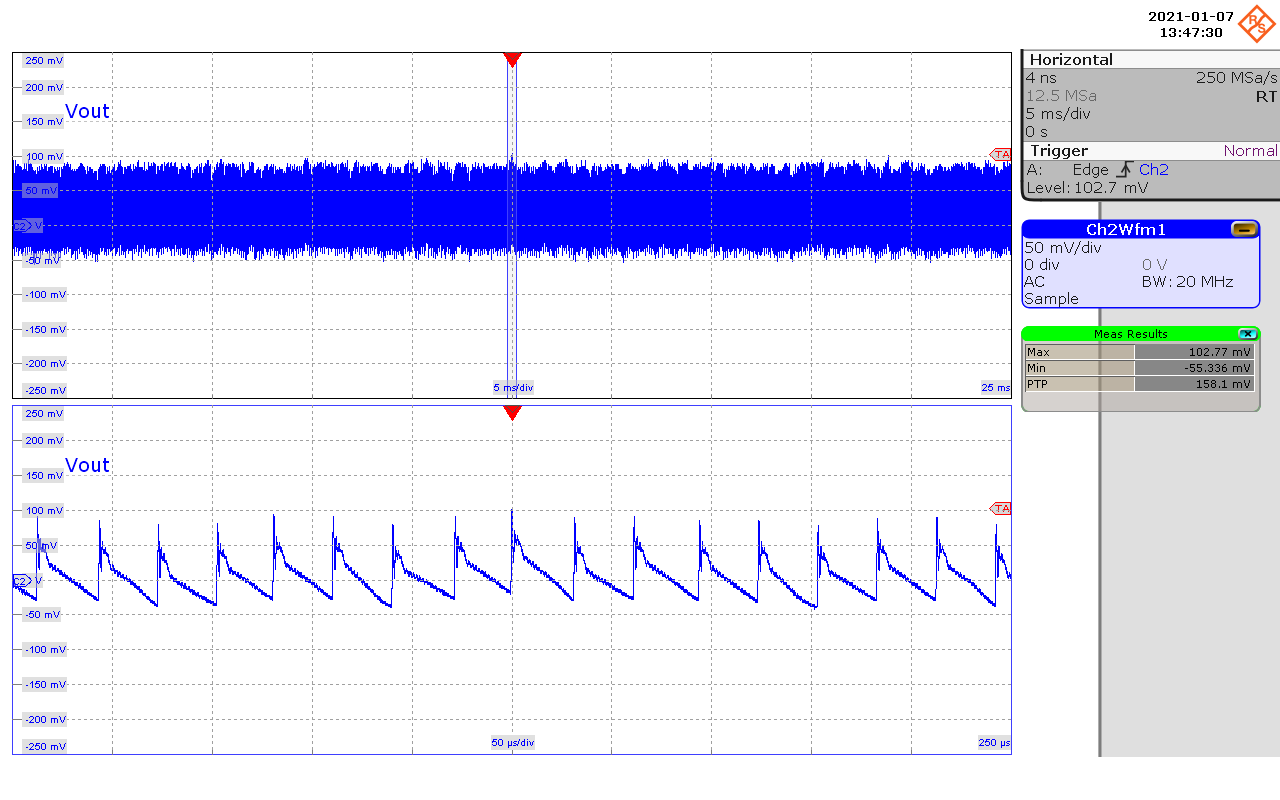 2021-01-07
13:47:30
R&S
250 mV
200 mV
Vout
150 mV
100 mV
TA
50 mV
C2 V
-50 mV
-100 mV
-150 mV
-200 mV
-250 mV
5 ms/div
25 ms
250 mV
200 mV
Vout
150 mV
100 mV
TA
50 mV
C2 V
-50 mV
-100 mV
-150 mV
-200 mV
-250 mV
50 µs/div
250 µs
Horizontal
4 ns 250 MSa/s
12.5 MSa RT
5 ms/div
0 s
Trigger Normal
A: Edge Ch2
Level: 102.7 mV
Ch2Wfm1
50 mV/div
0 div 0 V
AC BW: 20 MHz
Sample
Meas Results
Max 102.77 mV
Min -55.336 mV
PTP 158.1 mV